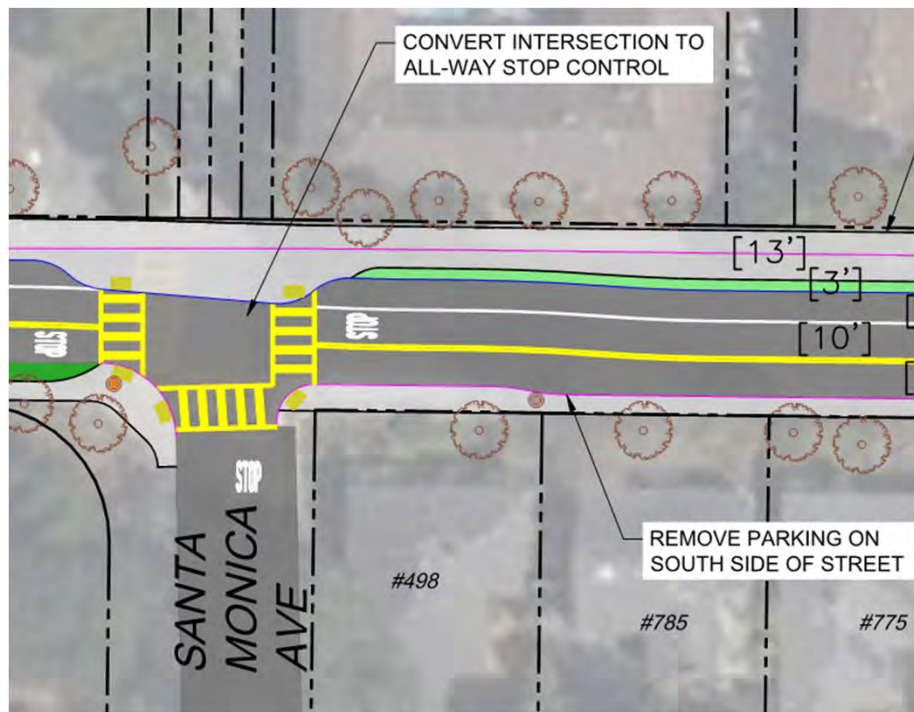 CONVERT INTERSECTION TO
ALL-WAY STOP CONTROL
[13']
[3']
[10']
STOP
STOP
STOP
SANTA
MONICA
AVE
REMOVE PARKING ON
SOUTH SIDE OF STREET
#498
#785
#775